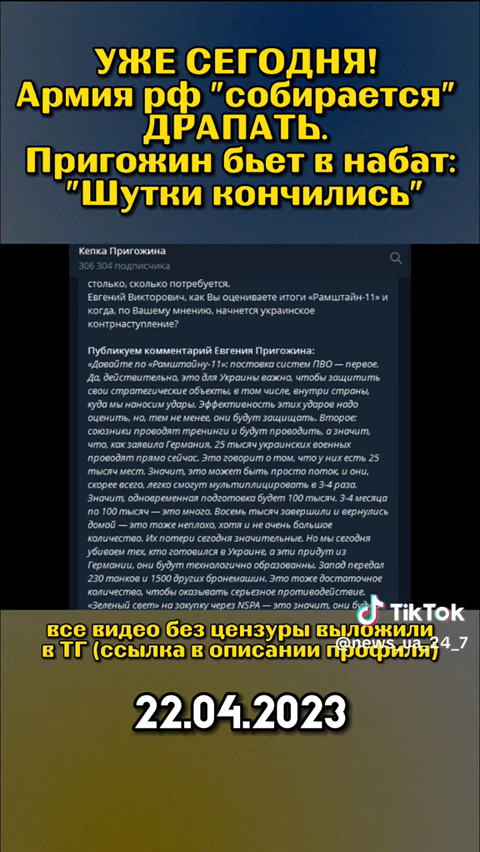 УЖЕ СЕГОДНЯ!
Армия рф "собирается"
ДРАПАТЬ.
Пригожин бьет в набат:
"Шутки кончились"
Кепка Пригожина
306 304 подписчика
столько, сколько потребуется.
Евгений Викторович, как Вы оцениваете итоги «Рамштайн-11» и
когда, по Вашему мнению, начнется украинское
контрнаступление?
Публикуем комментарий Евгения Пригожина:
«Давайте по «Рамштайну-11»: поставка систем ПВО — первое.
Да, действительно, это для Украины важно, чтобы защитить
свои стратегические объекты, в том числе, внутри страны,
куда мы наносим удары. Эффективность этих ударов надо
оценить, но, тем не менее, они будут защищать. Второе:
союзники проводят тренинги и будут проводить, а значит,
что, как заявила Германия, 25 тысяч украинских военных
проводят прямо сейчас. Это говорит о том, что у них есть 25
тысяч мест. Значит, это может быть просто поток, и они,
скорее всего, легко смогут мультиплицировать в 3-4 раза.
Значит, одновременная подготовка будет 100 тысяч. 3-4 месяца
по 100 тысяч — это много. Восемь тысяч завершили и вернулись
домой — это тоже неплохо, хотя и не очень большое
количество. Их потери сегодня значительные. Но мы сегодня
убиваем тех, кто готовился в Украине, а эти придут из
Германии, они будут технологично образованны. Запад передал
230 танков и 1500 других бронемашин. Это тоже достаточное
количество, чтобы оказывать серьезное противодействие.
«Зеленый свет» на закупку через NSPA — это значит, они будут
TikTok
@news_ua_24_7
все видео без цензуры выложили
в ТГ (ссылка в описании профиля)
22.04.2023